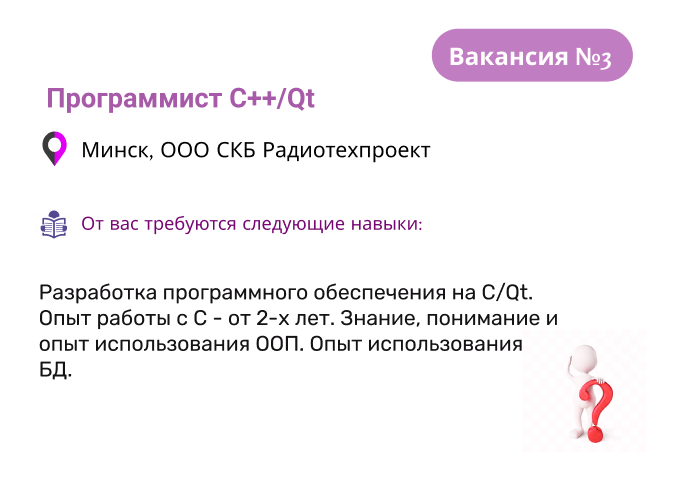 Вакансия №3
Программист C++/Qt
Минск, ООО СКБ Радиотехпроект
От вас требуются следующие навыки:
Разработка программного обеспечения на C/Qt.
Опыт работы с C - от 2-х лет. Знание, понимание и
опыт использования ООП. Опыт использования
БД.